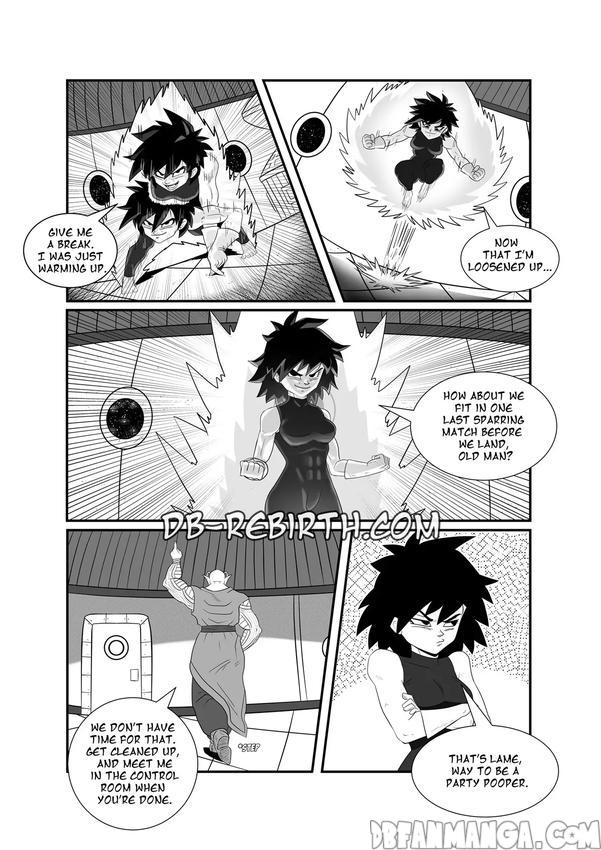 GIVE ME
A BREAK.
I WAS JUST
WARMING UP.
NOW
THAT I'M
LOOSENED UP...
HOW ABOUT WE
FIT IN ONE
LAST SPARRING
MATCH BEFORE
WE LAND,
OLD MAN?
DB-REBIRTH.COM
WE DON'T HAVE
TIME FOR THAT.
GET CLEANED UP,
AND MEET ME
IN THE CONTROL
ROOM WHEN
YOU'RE DONE.
*STEP
THAT'S LAME,
WAY TO BE A
PARTY POOPER.
DBFANMANGA.COM